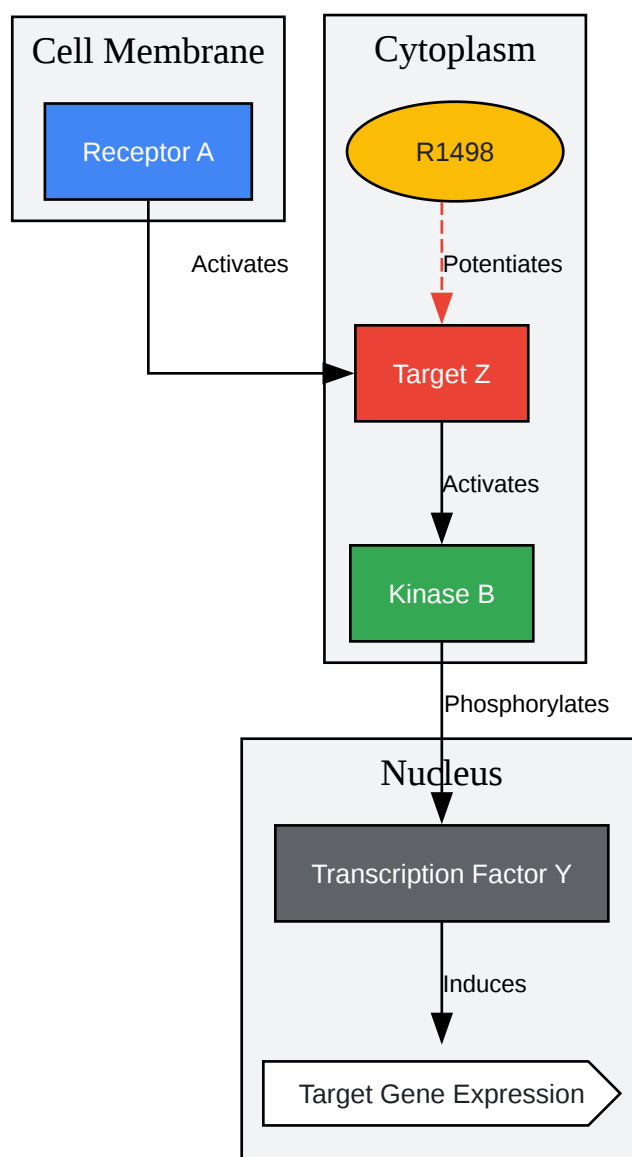 Cell Membrane
Cytoplasm
Receptor A
R1498
Activates
Potentiates
Target Z
Activates
Kinase B
Phosphorylates
Nucleus
Transcription Factor Y
Induces
Target Gene Expression